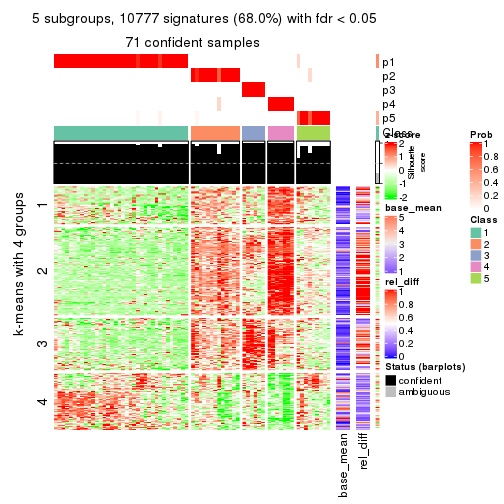 5 subgroups, 10777 signatures (68.0%) with fdr < 0.05
71 confident samples
p1
p2
p3
p4
p5
Class
Silhouette
score
z-score
2
1
0
-1
-2
base_mean
5
4
3
2
1
rel_diff
1
0.8
0.6
0.4
0.2
0
Status (barplots)
confident
ambiguous
Prob
1
0.8
0.6
0.4
0.2
0
Class
1
2
3
4
5
k-means with 4 groups
1
2
3
4
base_mean
rel_diff